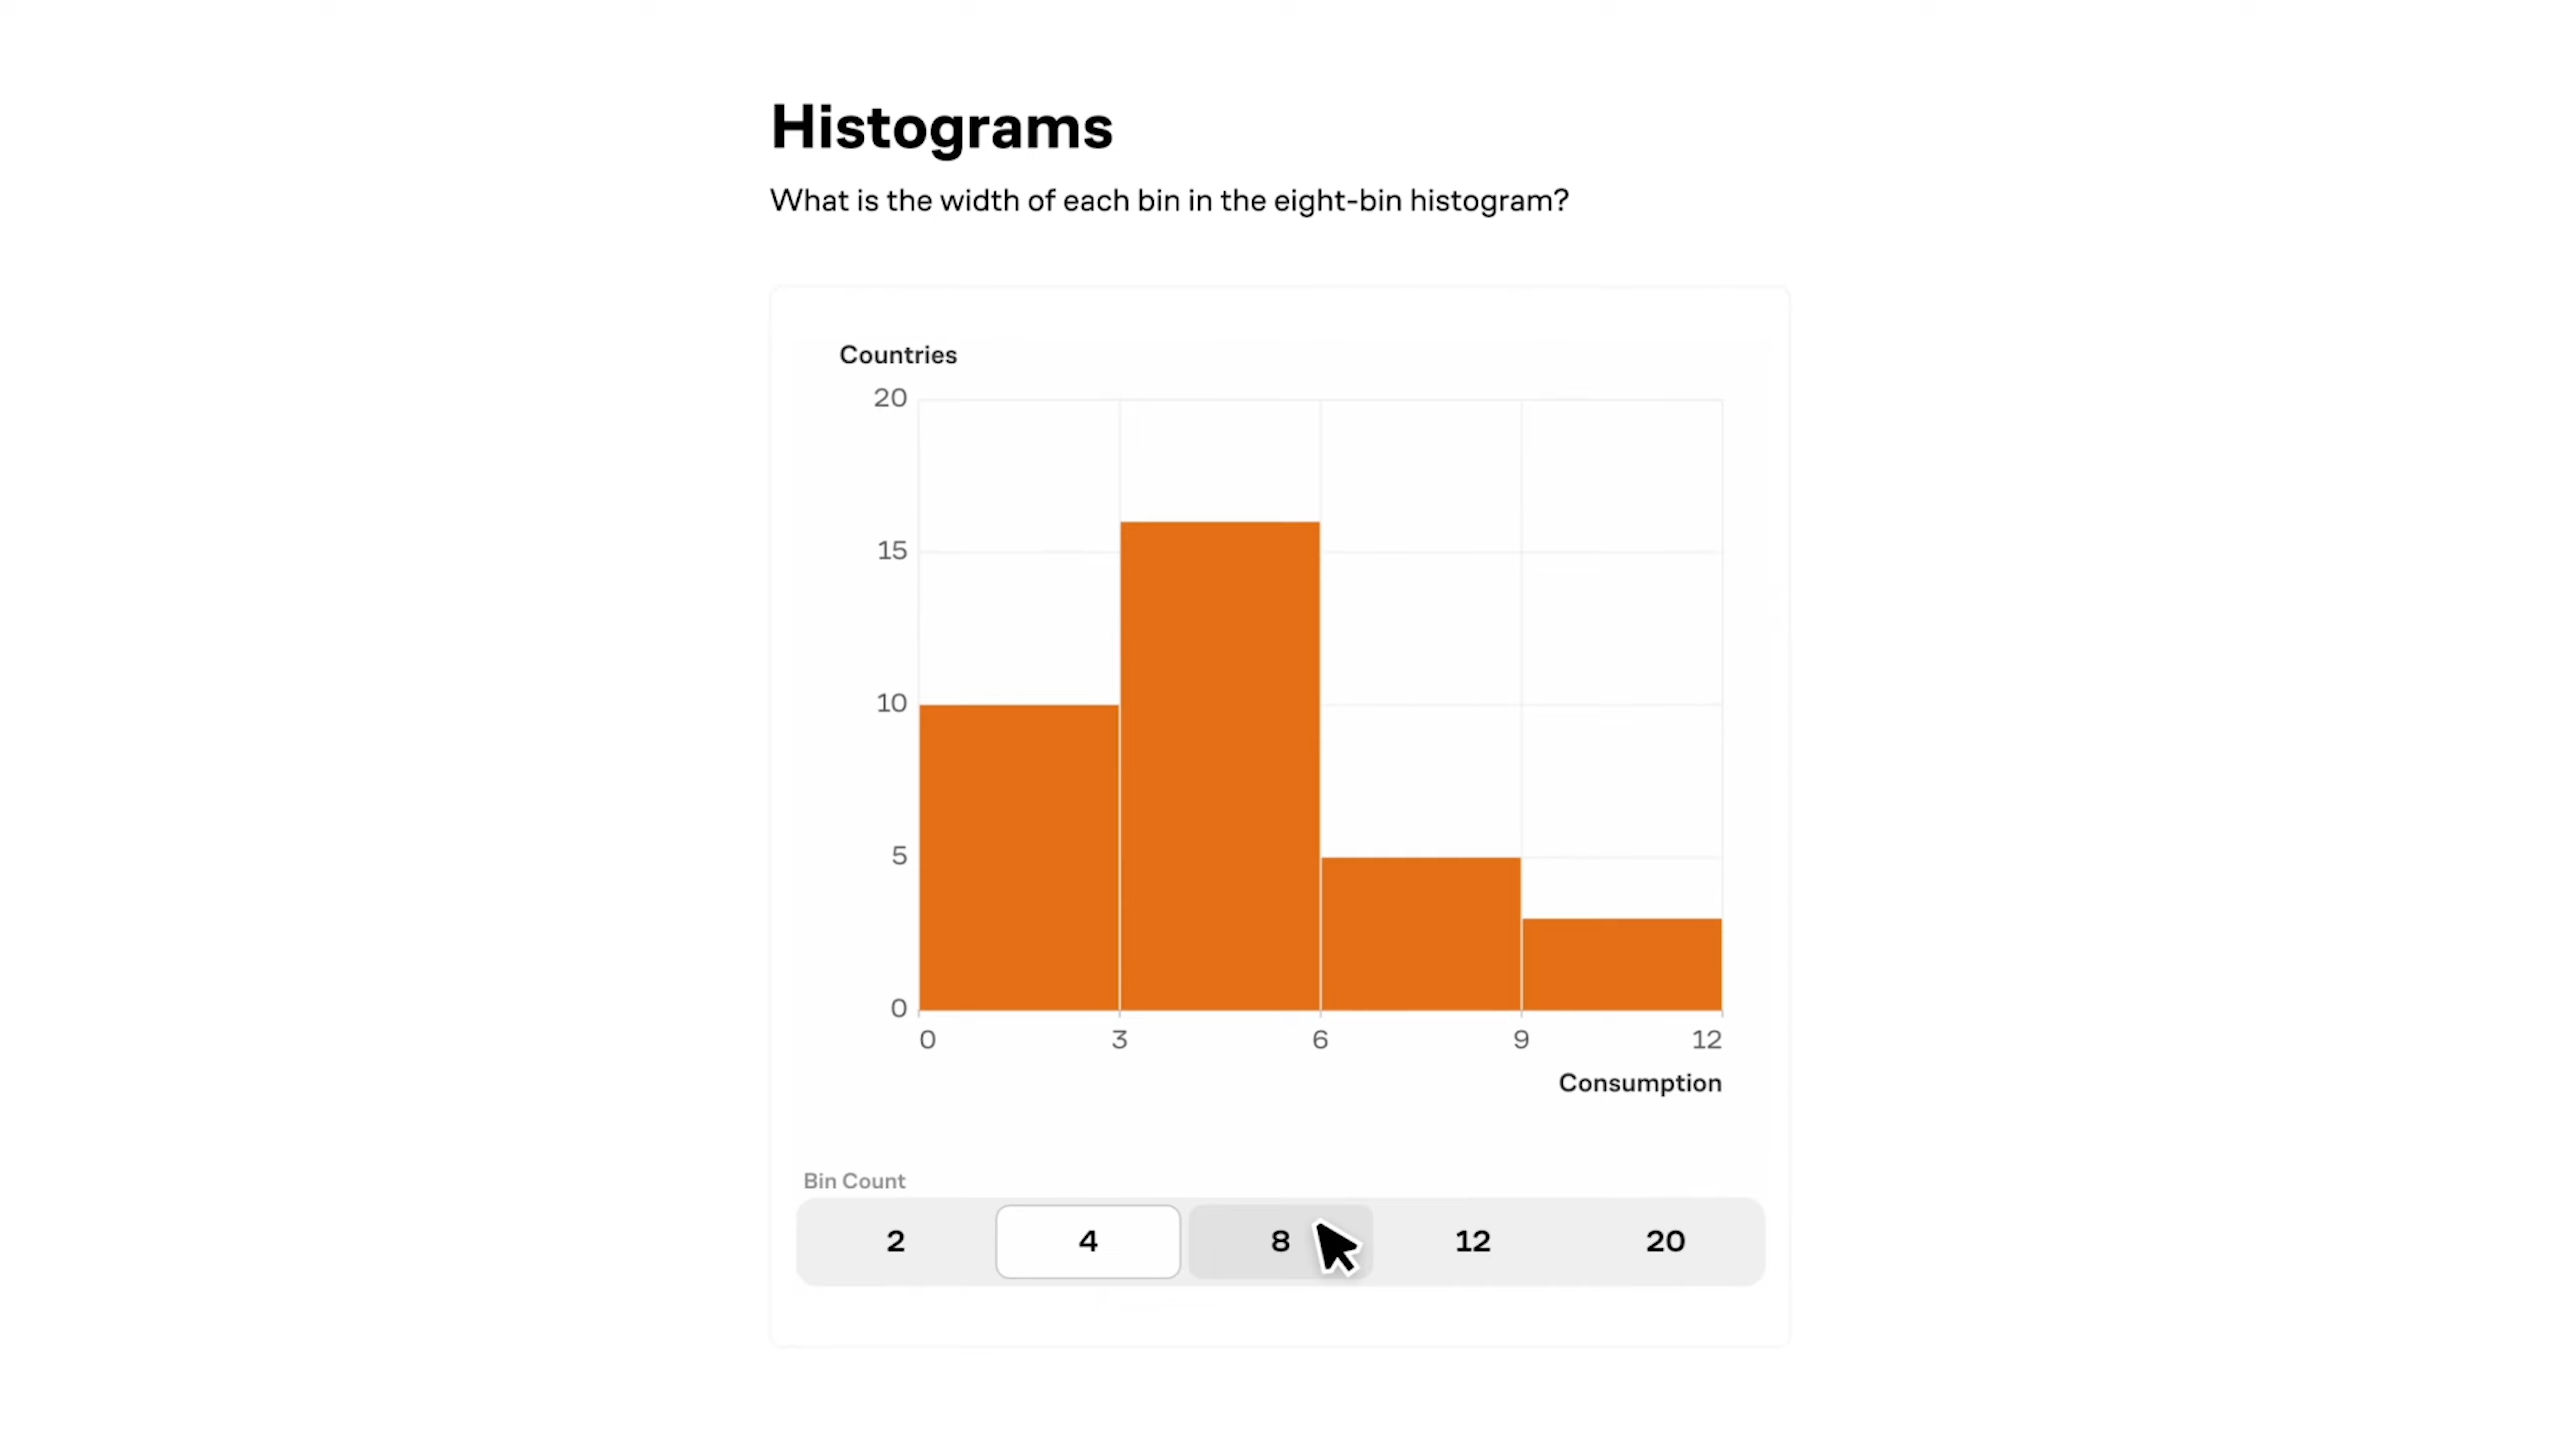 Histograms
What is the width of each bin in the eight-bin histogram?
Countries
20
15
10
5
0
0 3 6 9 12
Consumption
Bin Count
2 4 8 12 20